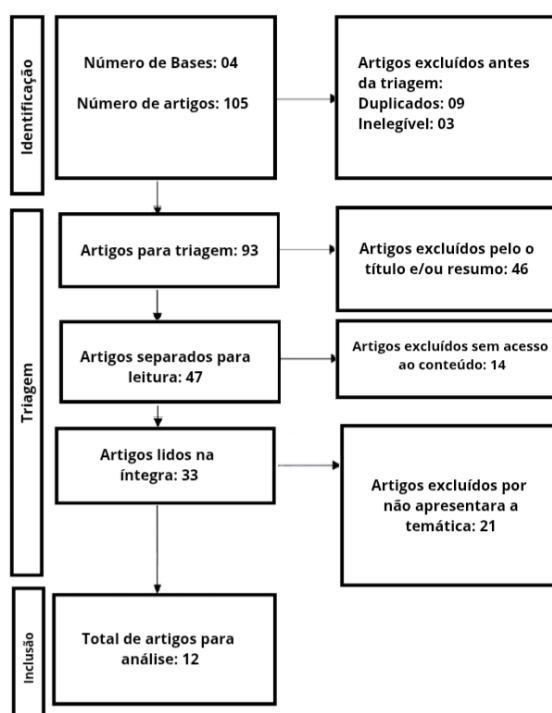 Identificação
Número de Bases: 04
Número de artigos: 105
Artigos excluídos antes
da triagem:
Duplicados: 09
Inelegível: 03
Triagem
Artigos para triagem: 93
Artigos excluídos pelo o
título e/ou resumo: 46
Artigos separados para
leitura: 47
Artigos excluídos sem acesso
ao conteúdo: 14
Artigos lidos na
íntegra: 33
Artigos excluídos por
não apresentara a
temática: 21
Inclusão
Total de artigos para
análise: 12